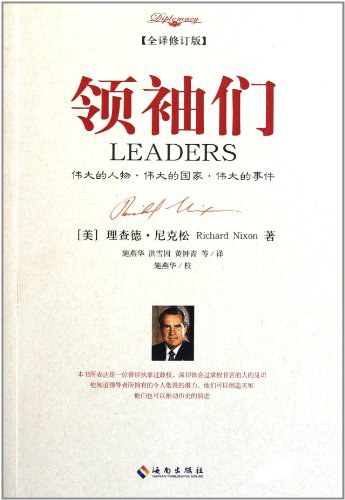 Diplomacy
【全译修订版】
领袖们
LEADERS
伟大的人物·伟大的国家·伟大的事件
Richard Nixon
[美] 理查德·尼克松 Richard Nixon 著
施燕华 洪雪因 黄钟青 等/译
施燕华/校
本书所表达是一位曾经执掌过政权、深切体会过掌权甘苦的人的见识
他知道领导者所拥有的令人敬畏的潜力。他们可以制造灾难
他们也可以推动历史的前进
海南出版社